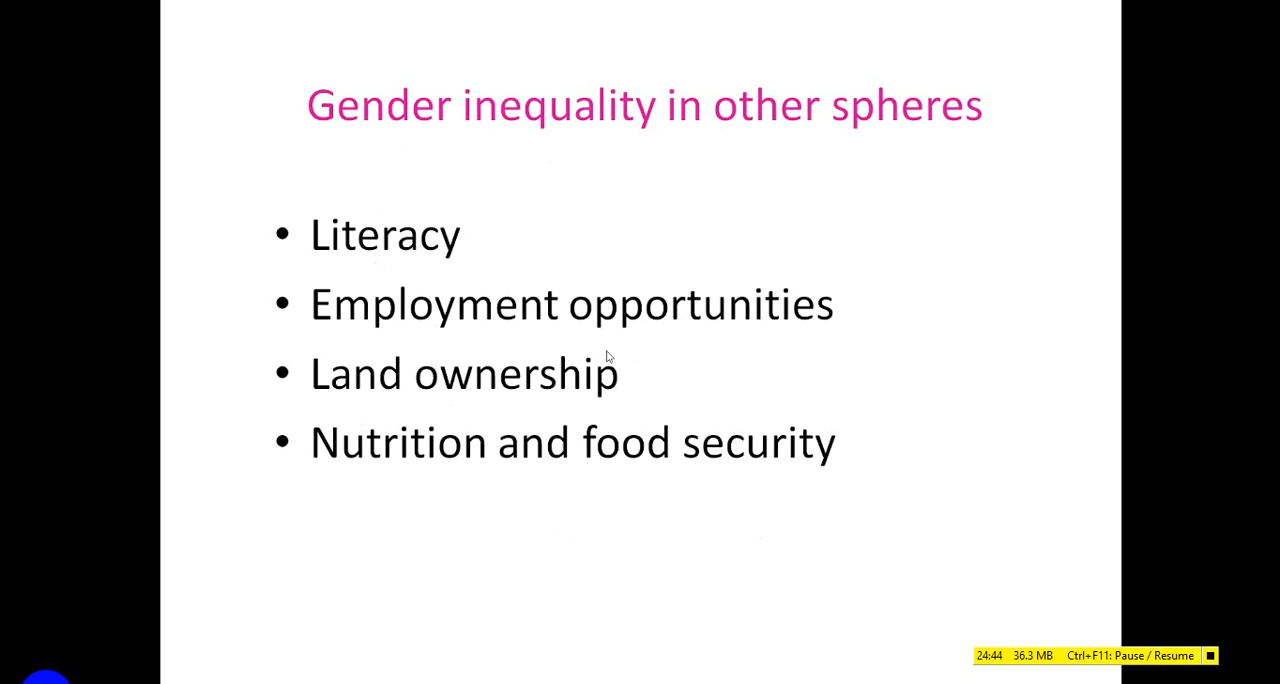 Gender inequality in other spheres
• Literacy
• Employment opportunities
• Land ownership
• Nutrition and food security
24:44 36.3 MB Ctrl+F11: Pause / Resume